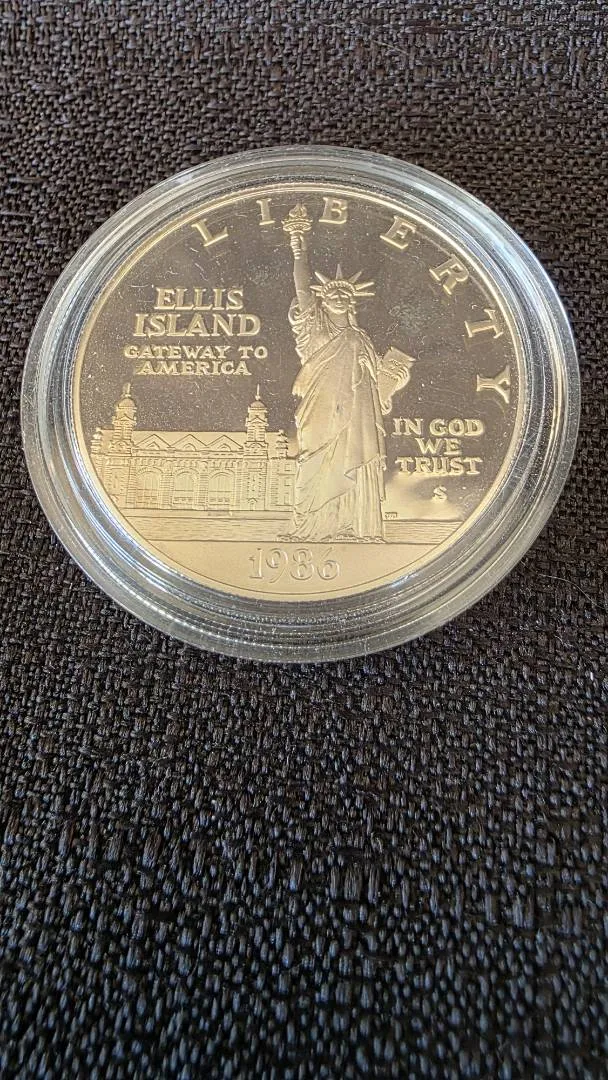 LIBERTY
ELLIS
ISLAND
GATEWAY TO
AMERICA
IN GOD
WE
TRUST
S
1986